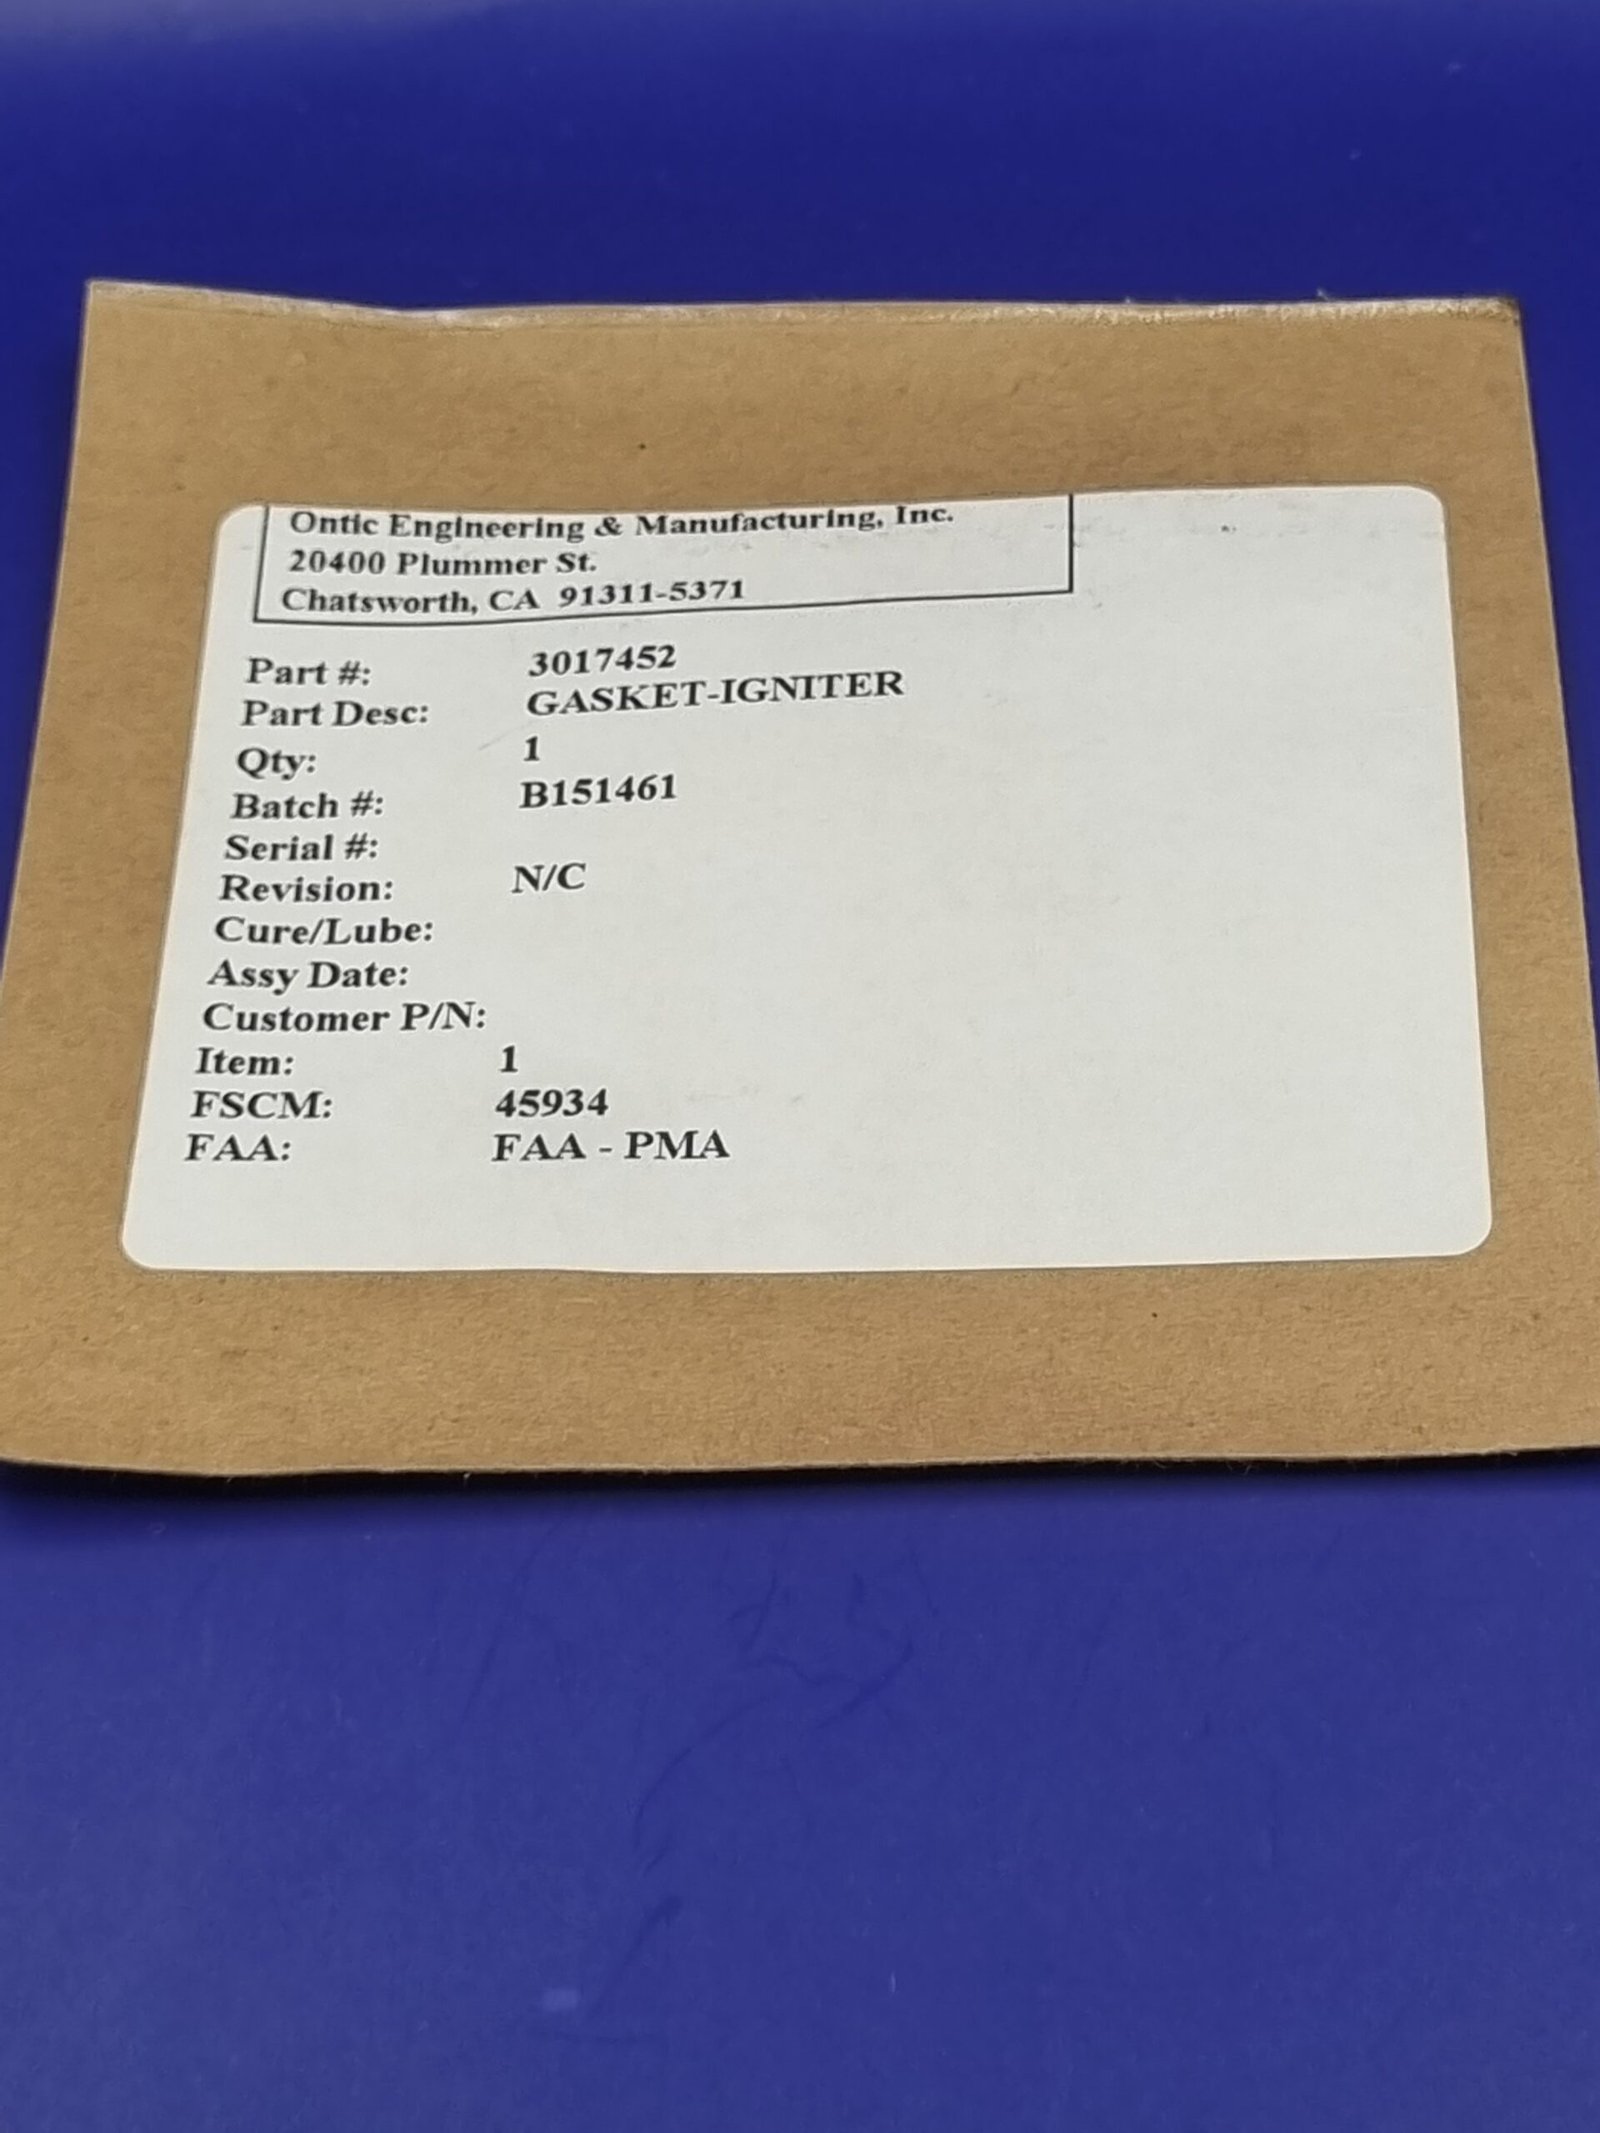 Ontic Engineering & Manufacturing, Inc.
20400 Plummer St.
Chatsworth, CA 91311-5371
Part #: 3017452
Part Desc: GASKET-IGNITER
Qty: 1
Batch #: B151461
Serial #:
Revision: N/C
Cure/Lube:
Assy Date:
Customer P/N:
Item: 1
FSCM: 45934
FAA: FAA - PMA